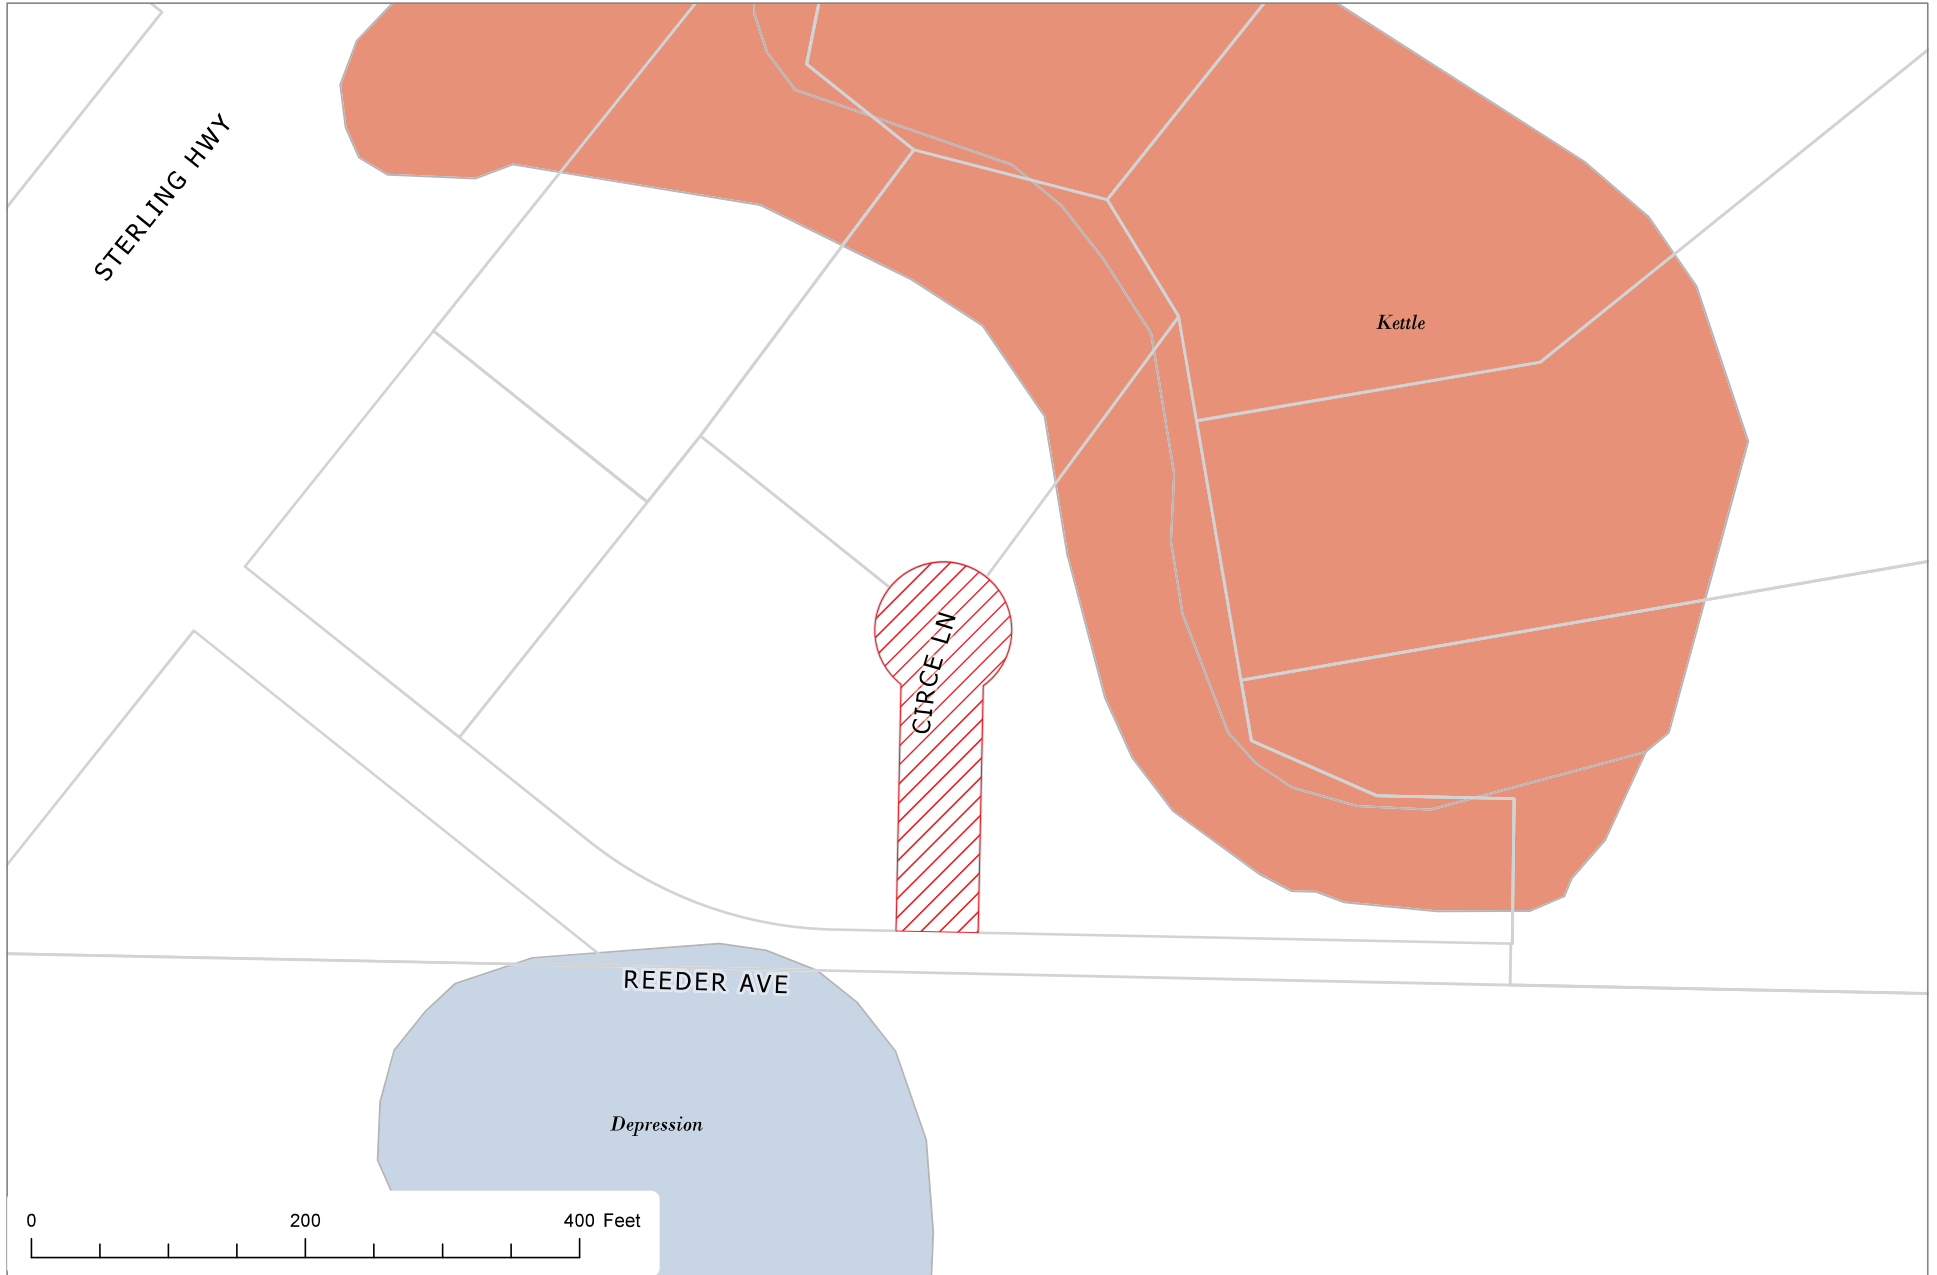 STERLING HWY
Kettle
CIRCE LN
REEDER AVE
Depression
0 200 400 Feet